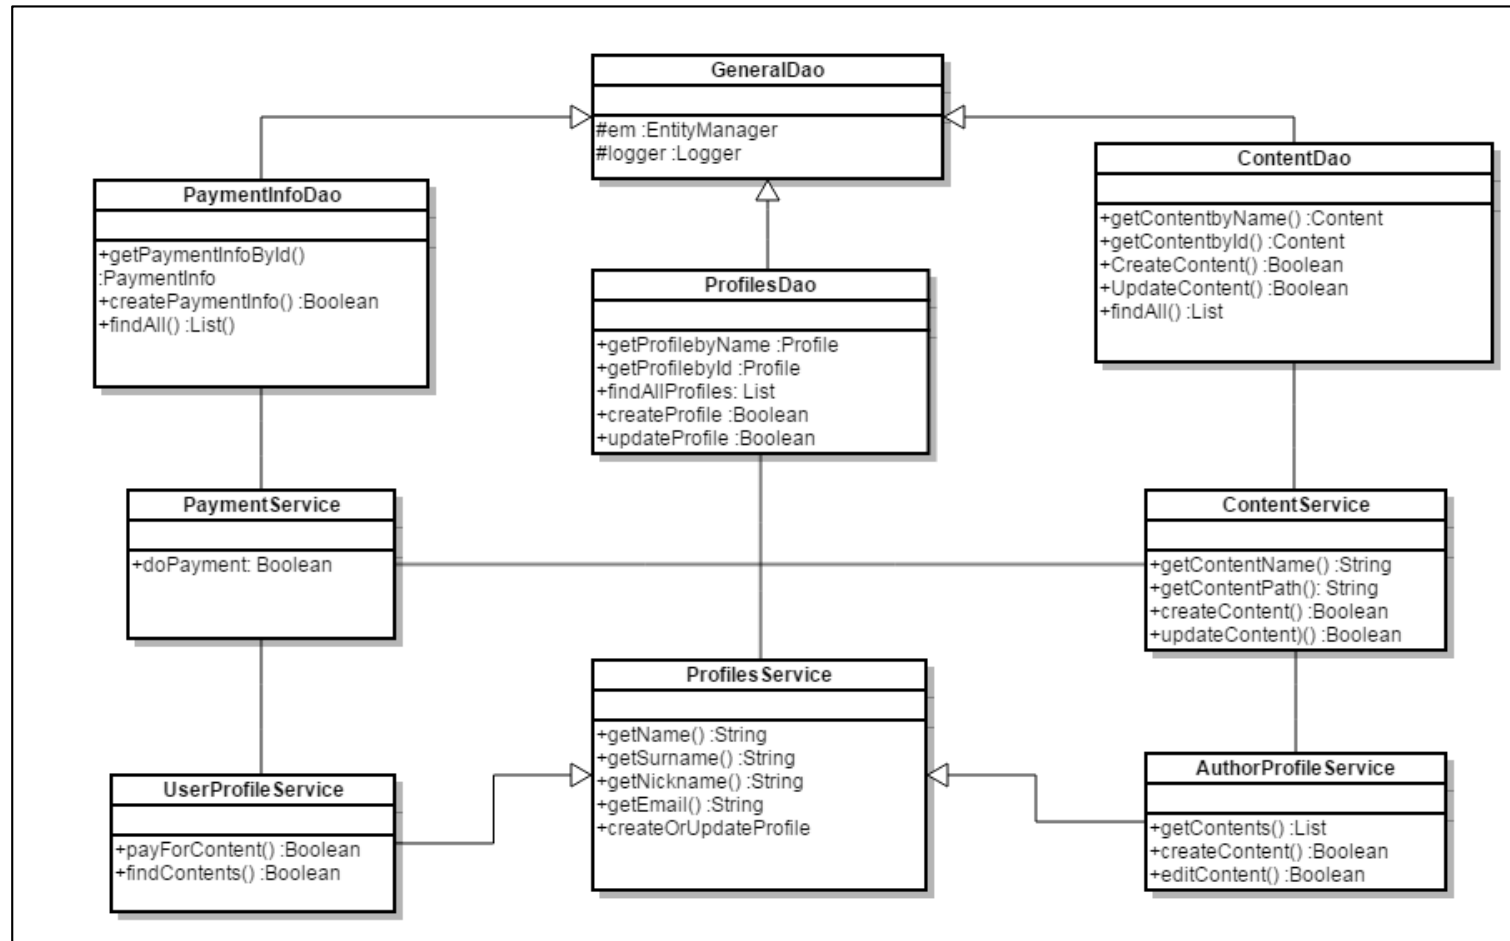 GeneralDao
#em :EntityManager
#logger :Logger
PaymentInfoDao
+getPaymentInfoById()
:PaymentInfo
+createPaymentInfo() :Boolean
+findAll() :List()
ProfilesDao
+getProfilebyName :Profile
+getProfilebyId :Profile
+findAllProfiles: List
+createProfile :Boolean
+updateProfile :Boolean
ContentDao
+getContentbyName() :Content
+getContentbyId() :Content
+CreateContent() :Boolean
+UpdateContent() :Boolean
+findAll() :List
PaymentService
+doPayment: Boolean
ContentService
+getContentName() :String
+getContentPath(): String
+createContent() :Boolean
+updateContent)() :Boolean
ProfilesService
+getName() :String
+getSurname() :String
+getNickname() :String
+getEmail() :String
+createOrUpdateProfile
UserProfileService
+payForContent() :Boolean
+findContents() :Boolean
AuthorProfileService
+getContents() :List
+createContent() :Boolean
+editContent() :Boolean